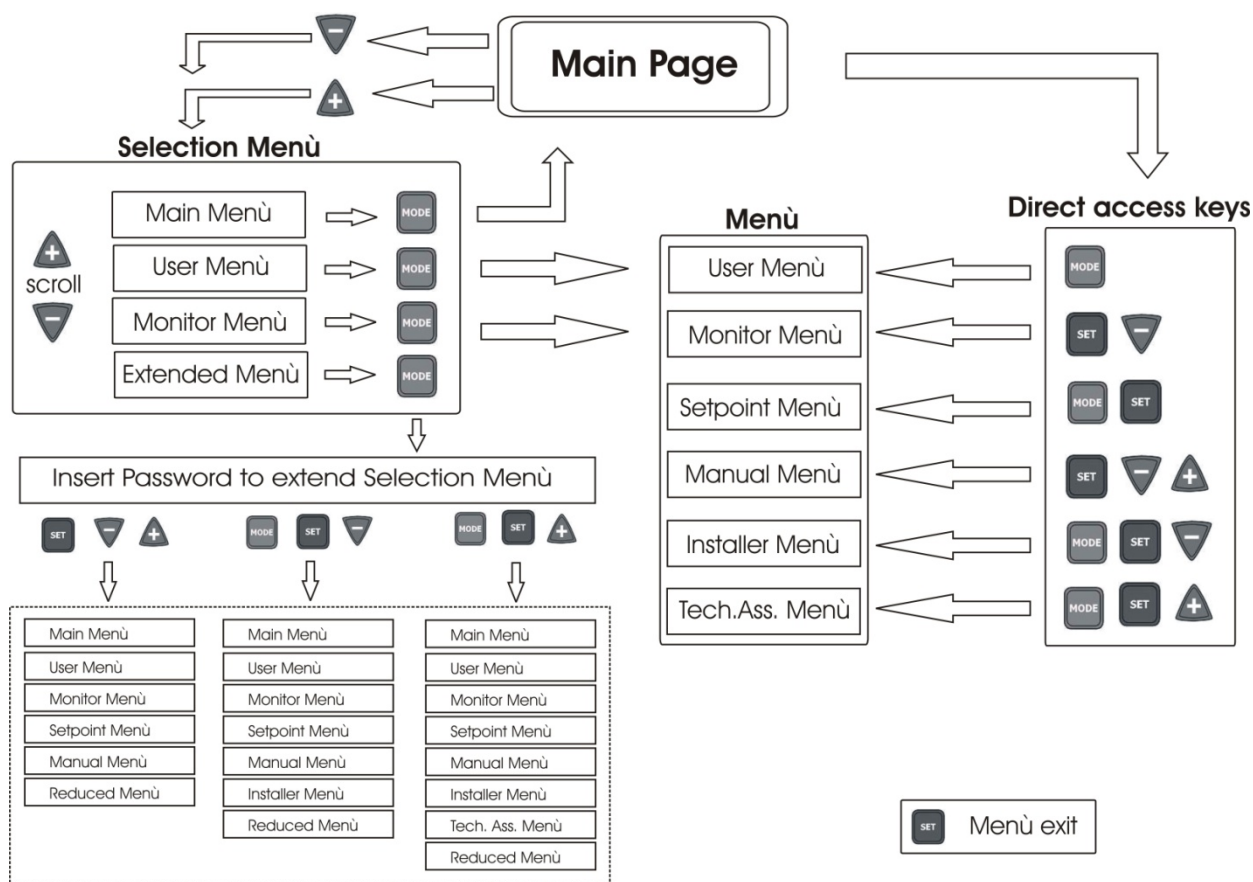 −
Main Page
+
Selection Menù
Main Menù
MODE
+
scroll
−
User Menù
MODE
Monitor Menù
MODE
Extended Menù
MODE
Insert Password to extend Selection Menù
SET − +
MODE SET −
MODE SET +
Main Menù
User Menù
Monitor Menù
Setpoint Menù
Manual Menù
Reduced Menù
Main Menù
User Menù
Monitor Menù
Setpoint Menù
Manual Menù
Installer Menù
Reduced Menù
Main Menù
User Menù
Monitor Menù
Setpoint Menù
Manual Menù
Installer Menù
Tech. Ass. Menù
Reduced Menù
Menù
User Menù
Monitor Menù
Setpoint Menù
Manual Menù
Installer Menù
Tech.Ass. Menù
Direct access keys
MODE
SET −
MODE SET
SET − +
MODE SET −
MODE SET +
SET Menù exit